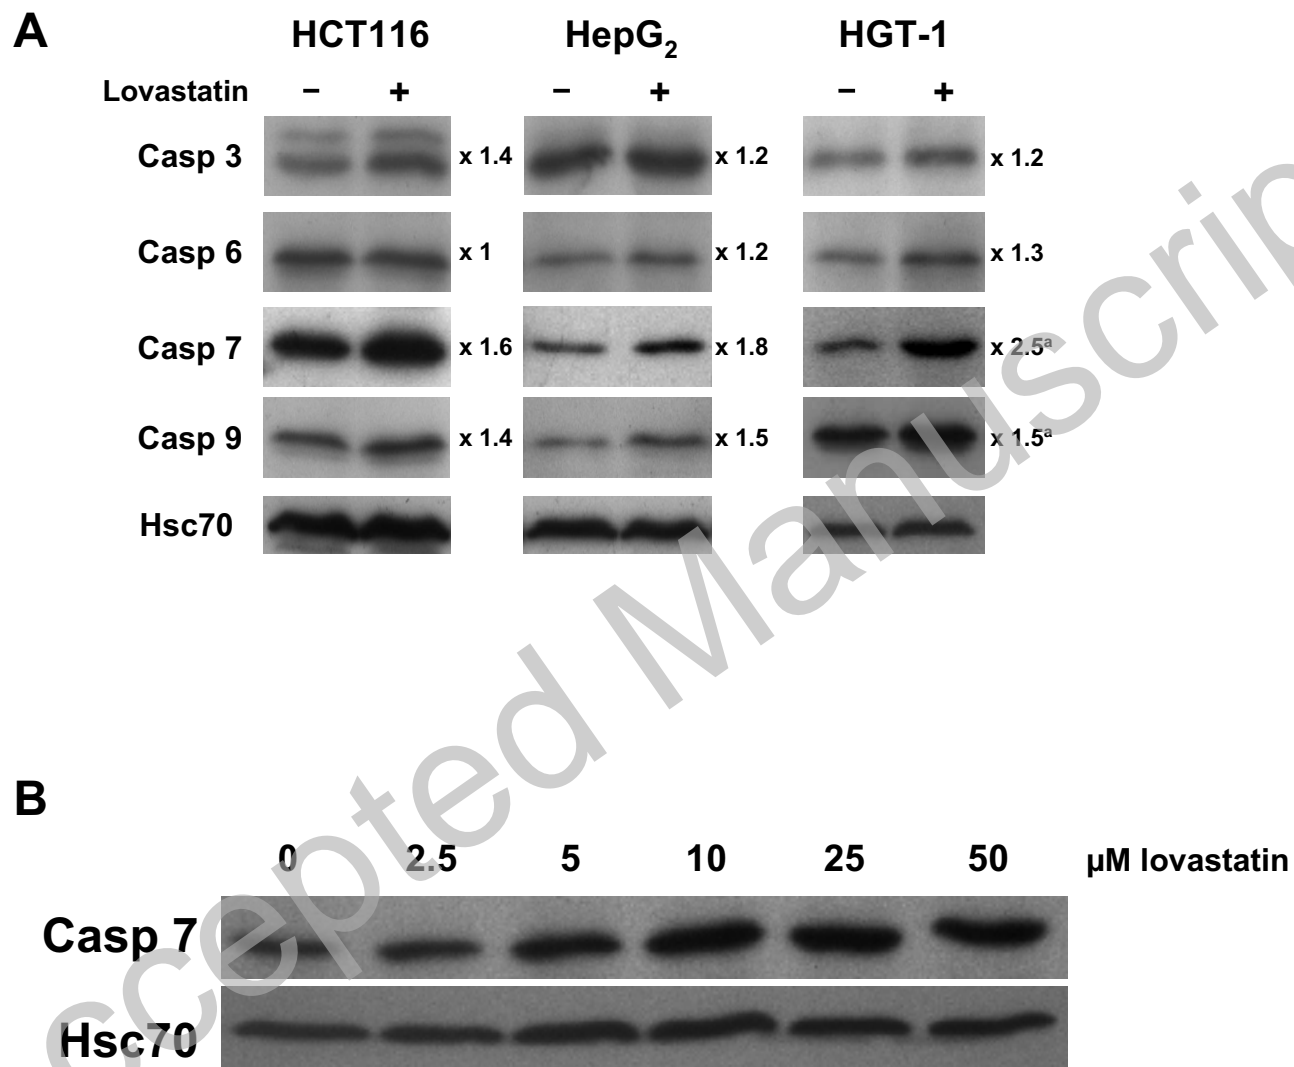 A
HCT116 HepG2 HGT-1
Lovastatin − + − + − +
Casp 3 x 1.4 x 1.2 x 1.2
Casp 6 x 1 x 1.2 x 1.3
Casp 7 x 1.6 x 1.8 x 2.5ª
Casp 9 x 1.4 x 1.5 x 1.5ª
Hsc70
B
0 2.5 5 10 25 50 µM lovastatin
Casp 7
Hsc70
cepted Manuscrip